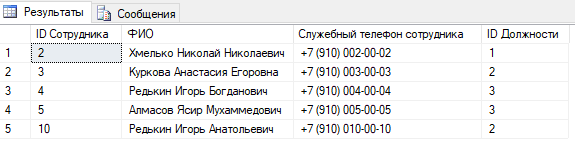 Результаты Сообщения
ID Сотрудника ФИО Служебный телефон сотрудника ID Должности
1 2 Хмелько Николай Николаевич +7 (910) 002-00-02 1
2 3 Куркова Анастасия Егоровна +7 (910) 003-00-03 2
3 4 Редькин Игорь Богданович +7 (910) 004-00-04 3
4 5 Алмасов Ясир Мухаммедович +7 (910) 005-00-05 3
5 10 Редькин Игорь Анатольевич +7 (910) 010-00-10 2